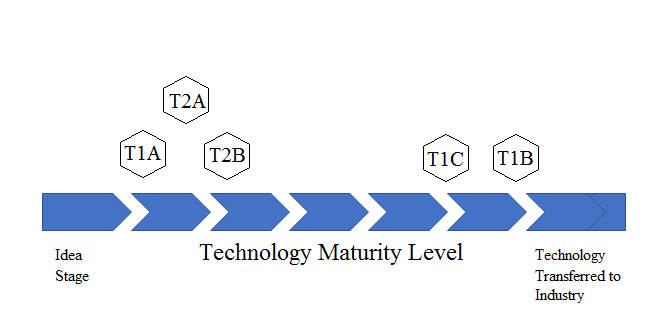 T2A
T1A
T2B
T1C
T1B
Technology Maturity Level
Idea
Stage
Technology
Transferred to
Industry